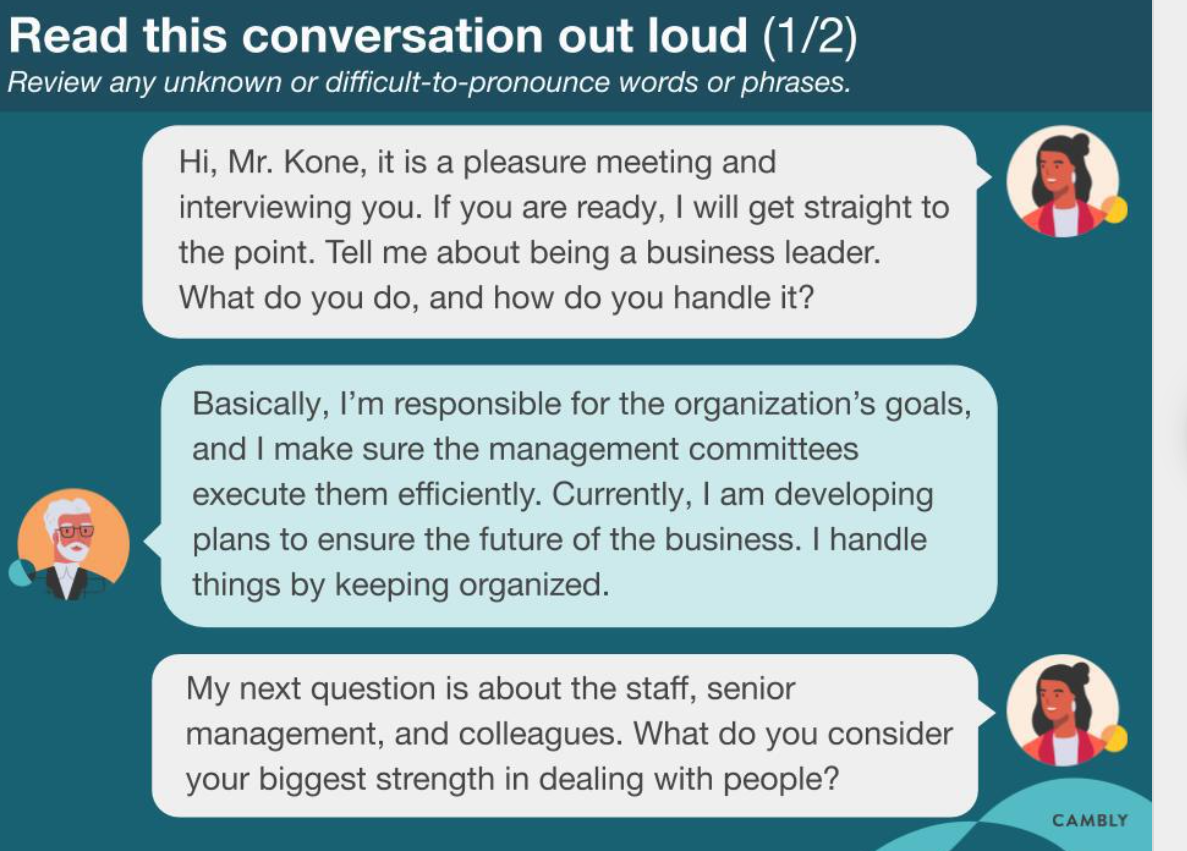 Read this conversation out loud (1/2)
Review any unknown or difficult-to-pronounce words or phrases.
Hi, Mr. Kone, it is a pleasure meeting and
interviewing you. If you are ready, I will get straight to
the point. Tell me about being a business leader.
What do you do, and how do you handle it?
Basically, I’m responsible for the organization’s goals,
and I make sure the management committees
execute them efficiently. Currently, I am developing
plans to ensure the future of the business. I handle
things by keeping organized.
My next question is about the staff, senior
management, and colleagues. What do you consider
your biggest strength in dealing with people?
CAMBLY